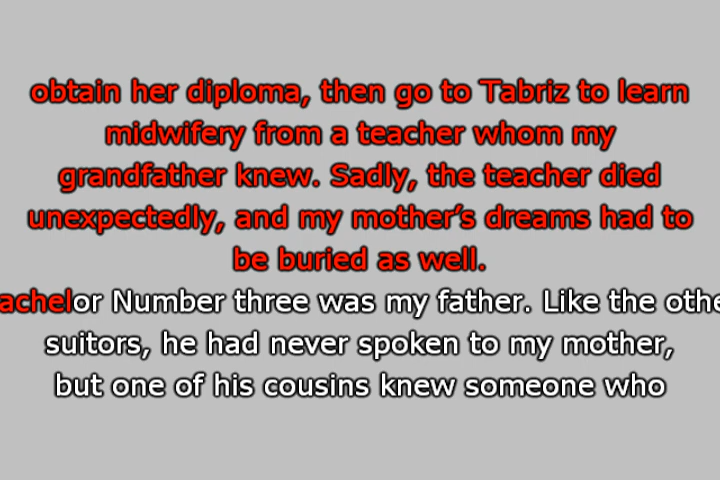 obtain her diploma, then go to Tabriz to learn
midwifery from a teacher whom my
grandfather knew. Sadly, the teacher died
unexpectedly, and my mother’s dreams had to
be buried as well.
achelor Number three was my father. Like the othe
suitors, he had never spoken to my mother,
but one of his cousins knew someone who